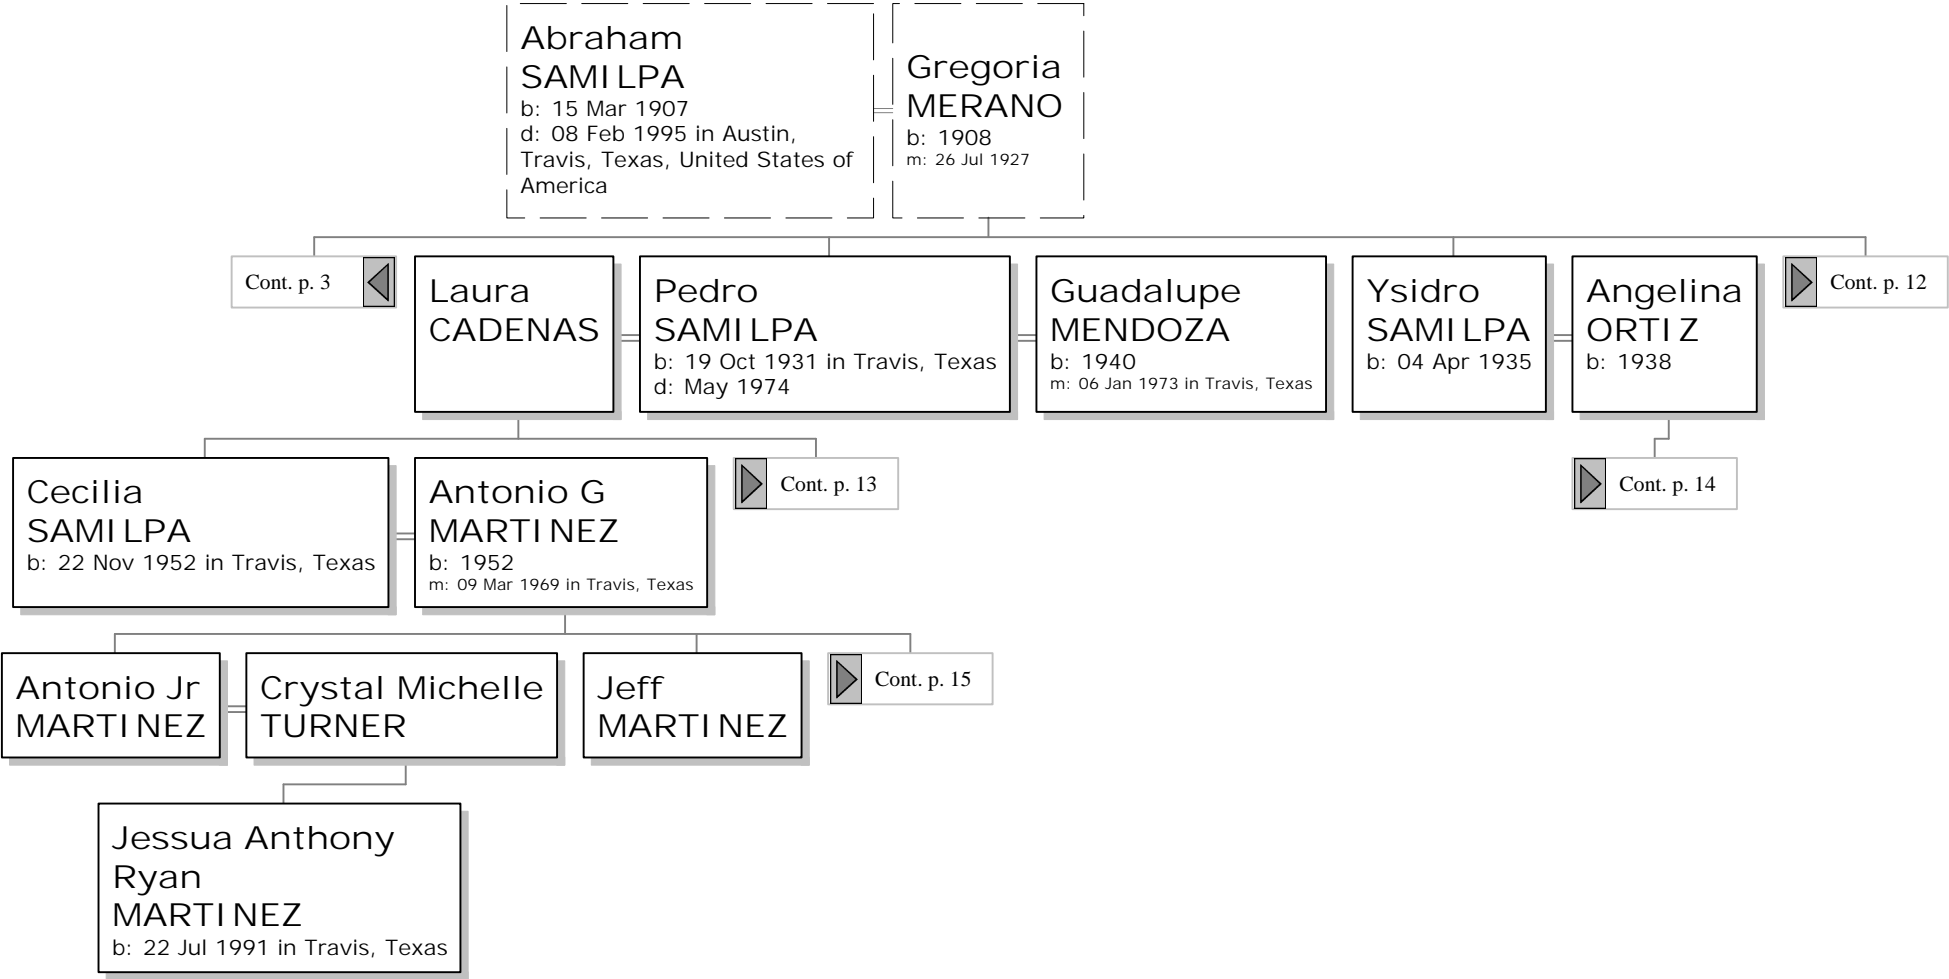 Abraham
SAMILPA
b: 15 Mar 1907
d: 08 Feb 1995 in Austin,
Travis, Texas, United States of
America
Gregoria
MERANO
b: 1908
m: 26 Jul 1927
Cont. p. 3
Laura
CADENAS
Pedro
SAMILPA
b: 19 Oct 1931 in Travis, Texas
d: May 1974
Guadalupe
MENDOZA
b: 1940
m: 06 Jan 1973 in Travis, Texas
Ysidro
SAMILPA
b: 04 Apr 1935
Angelina
ORTIZ
b: 1938
Cont. p. 12
Cecilia
SAMILPA
b: 22 Nov 1952 in Travis, Texas
Antonio G
MARTINEZ
b: 1952
m: 09 Mar 1969 in Travis, Texas
Cont. p. 13
Cont. p. 14
Antonio Jr
MARTINEZ
Crystal Michelle
TURNER
Jeff
MARTINEZ
Cont. p. 15
Jessua Anthony
Ryan
MARTINEZ
b: 22 Jul 1991 in Travis, Texas